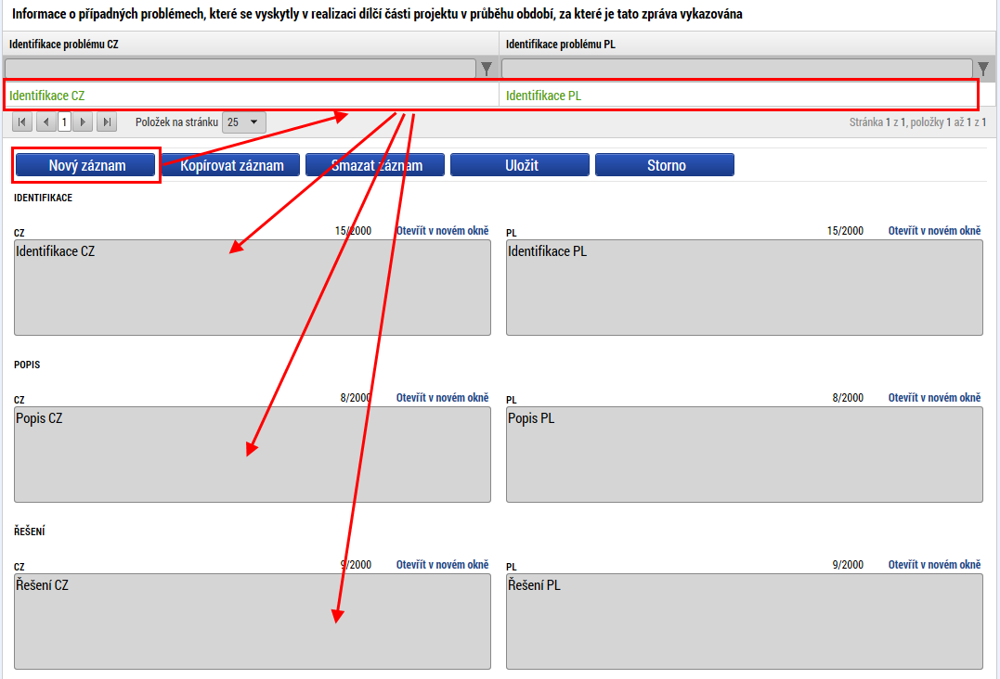 Informace o případných problémech, které se vyskytly v realizaci dílčí části projektu v průběhu období, za které je tato zpráva vykazována
Identifikace problému CZ Identifikace problému PL
Identifikace CZ Identifikace PL
1 Položek na stránku 25 Stránka 1 z 1, položky 1 až 1 z 1
Nový záznam Kopírovat záznam Smazat záznam Uložit Storno
IDENTIFIKACE
CZ 15/2000 Otevřít v novém okně PL 15/2000 Otevřít v novém okně
Identifikace CZ Identifikace PL
POPIS
CZ 8/2000 Otevřít v novém okně PL 8/2000 Otevřít v novém okně
Popis CZ Popis PL
ŘEŠENÍ
CZ 9/2000 Otevřít v novém okně PL 9/2000 Otevřít v novém okně
Řešení CZ Řešení PL